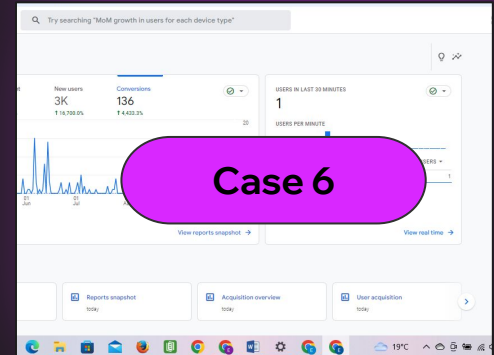 Try searching "MoM growth in users for each device type"
New users
Conversions
3K
136
↑ 16,700.0%
↑ 4,433.3%
20
USERS IN LAST 30 MINUTES
1
USERS PER MINUTE
Case 6
1
01
Jun
01
Jul
View reports snapshot →
View real time →
Reports snapshot
today
Acquisition overview
today
User acquisition
today
19°C